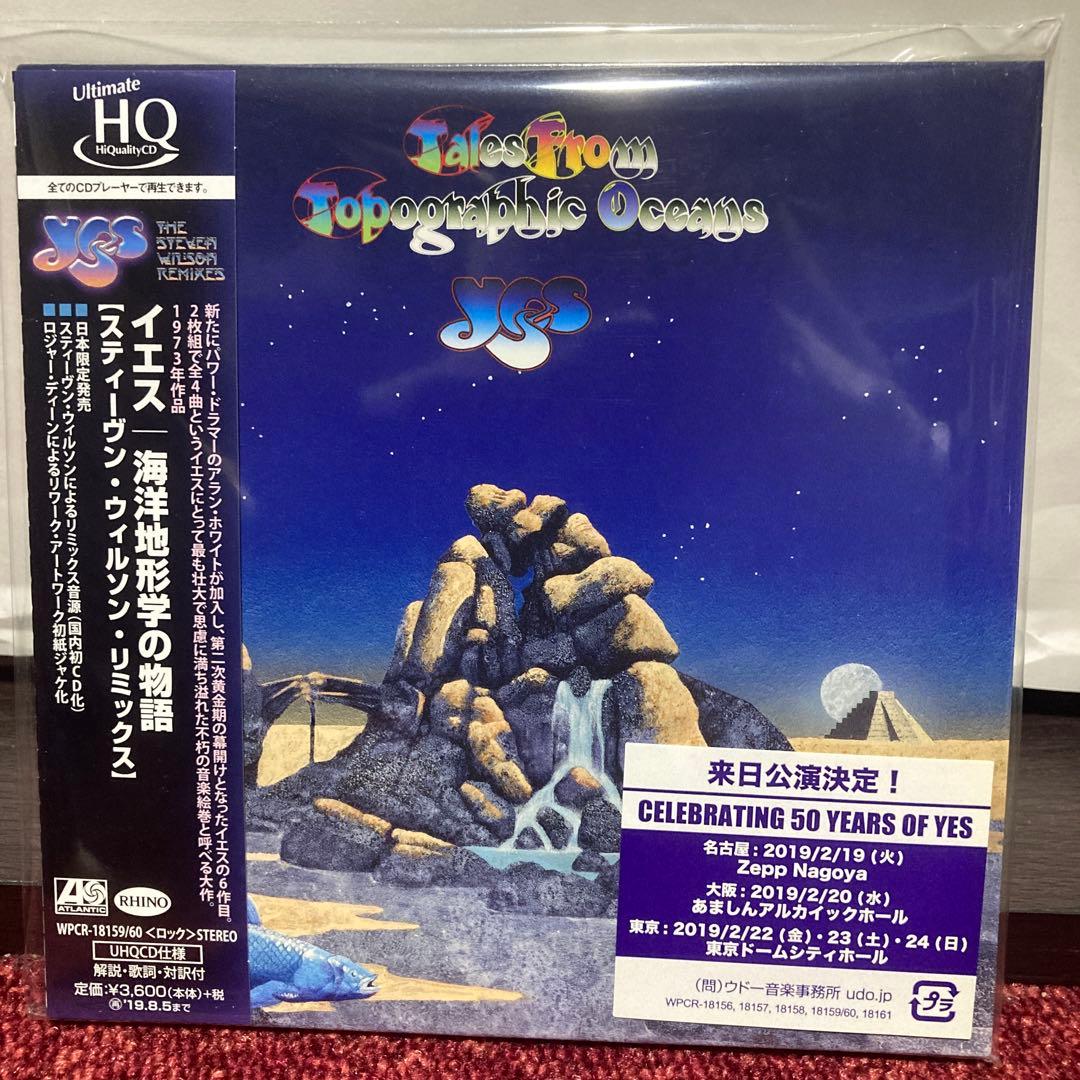 Ultimate
HQ
HiQualityCD
全てのCDプレーヤーで再生できます。
yes
THE
STEVEN
WILSON
REMIXES
新たにパワー・ドラマーのアラン・ホワイトが加入し、第二次黄金期の幕開けとなったイエスの6作目。
2枚組で全4曲というイエスにとって最も壮大で思慮に満ち溢れた不朽の音楽絵巻と呼べる大作。
1973年作品
イエス｜海洋地形学の物語
【スティーヴン・ウィルソン・リミックス】
■日本限定発売
■スティーヴン・ウィルソンによるリミックス音源（国内初CD化）
■ロジャー・ディーンによるリワーク・アートワーク初紙ジャケ化
ATLANTIC
RHINO
WPCR-18159/60 <ロック> STEREO
UHQCD仕様
解説・歌詞・対訳付
定価:¥3,600(本体)+税
再'19.8.5まで
Tales From
Topographic Oceans
yes
来日公演決定！
CELEBRATING 50 YEARS OF YES
名古屋：2019/2/19（火）
Zepp Nagoya
大阪：2019/2/20（水）
あましんアルカイックホール
東京：2019/2/22（金）・23（土）・24（日）
東京ドームシティホール
（問）ウドー音楽事務所 udo.jp
WPCR-18156, 18157, 18158, 18159/60, 18161
プラ